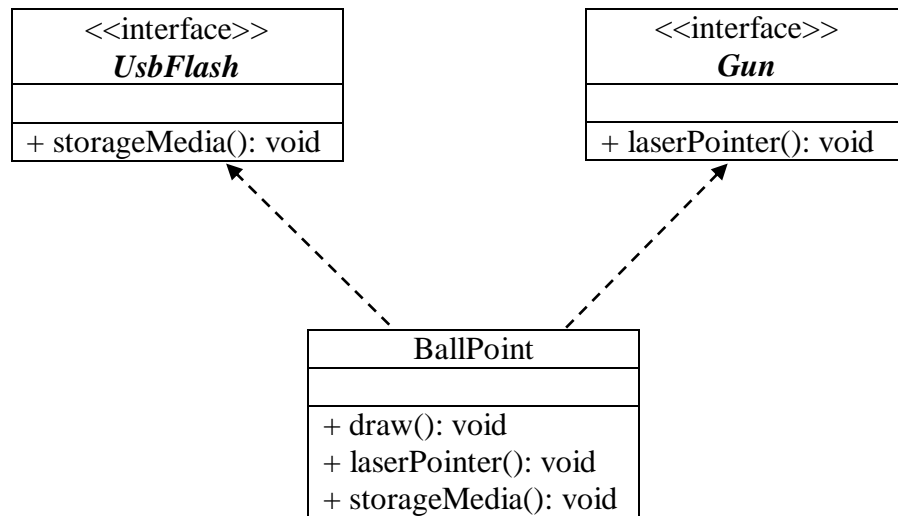 <<interface>>
UsbFlash
+ storageMedia(): void
<<interface>>
Gun
+ laserPointer(): void
BallPoint
+ draw(): void
+ laserPointer(): void
+ storageMedia(): void